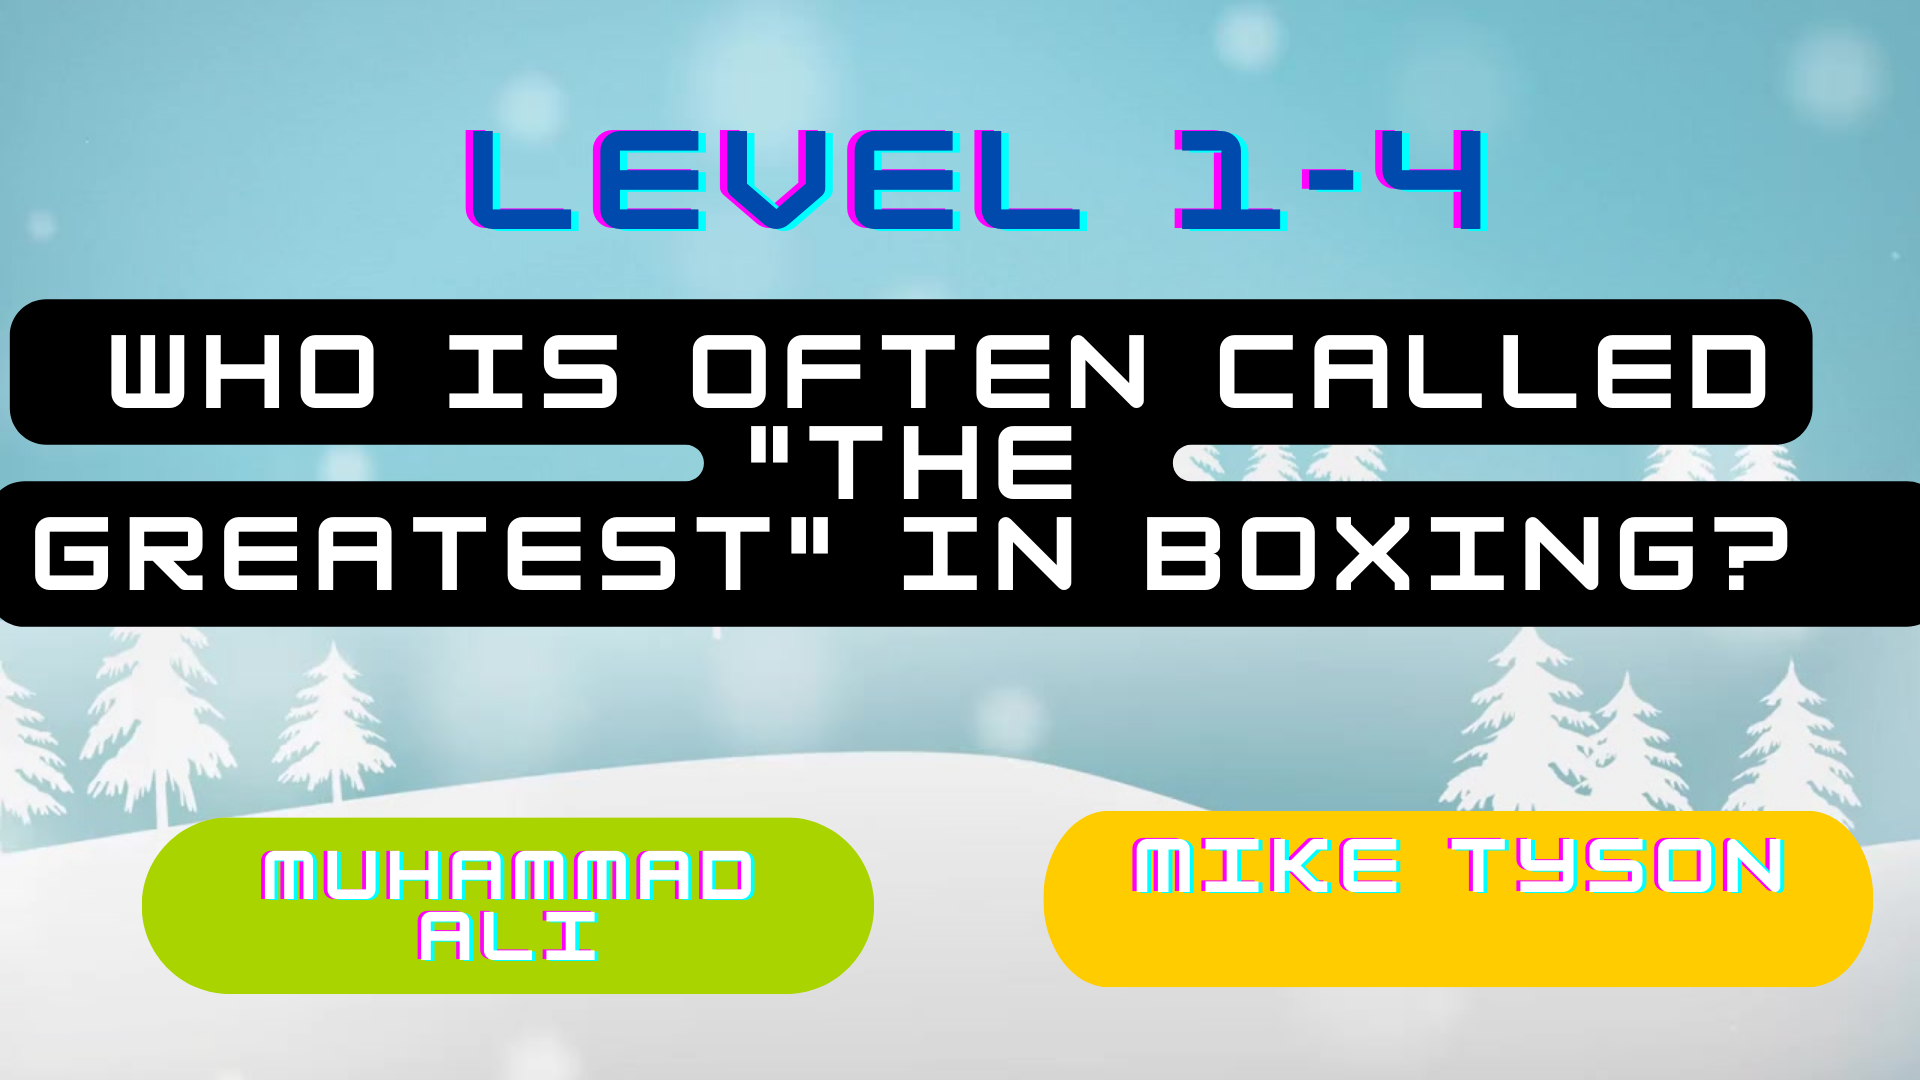 LEVEL 1-4
WHO IS OFTEN CALLED
"THE
GREATEST" IN BOXING?
MUHAMMAD
ALI
MIKE TYSON